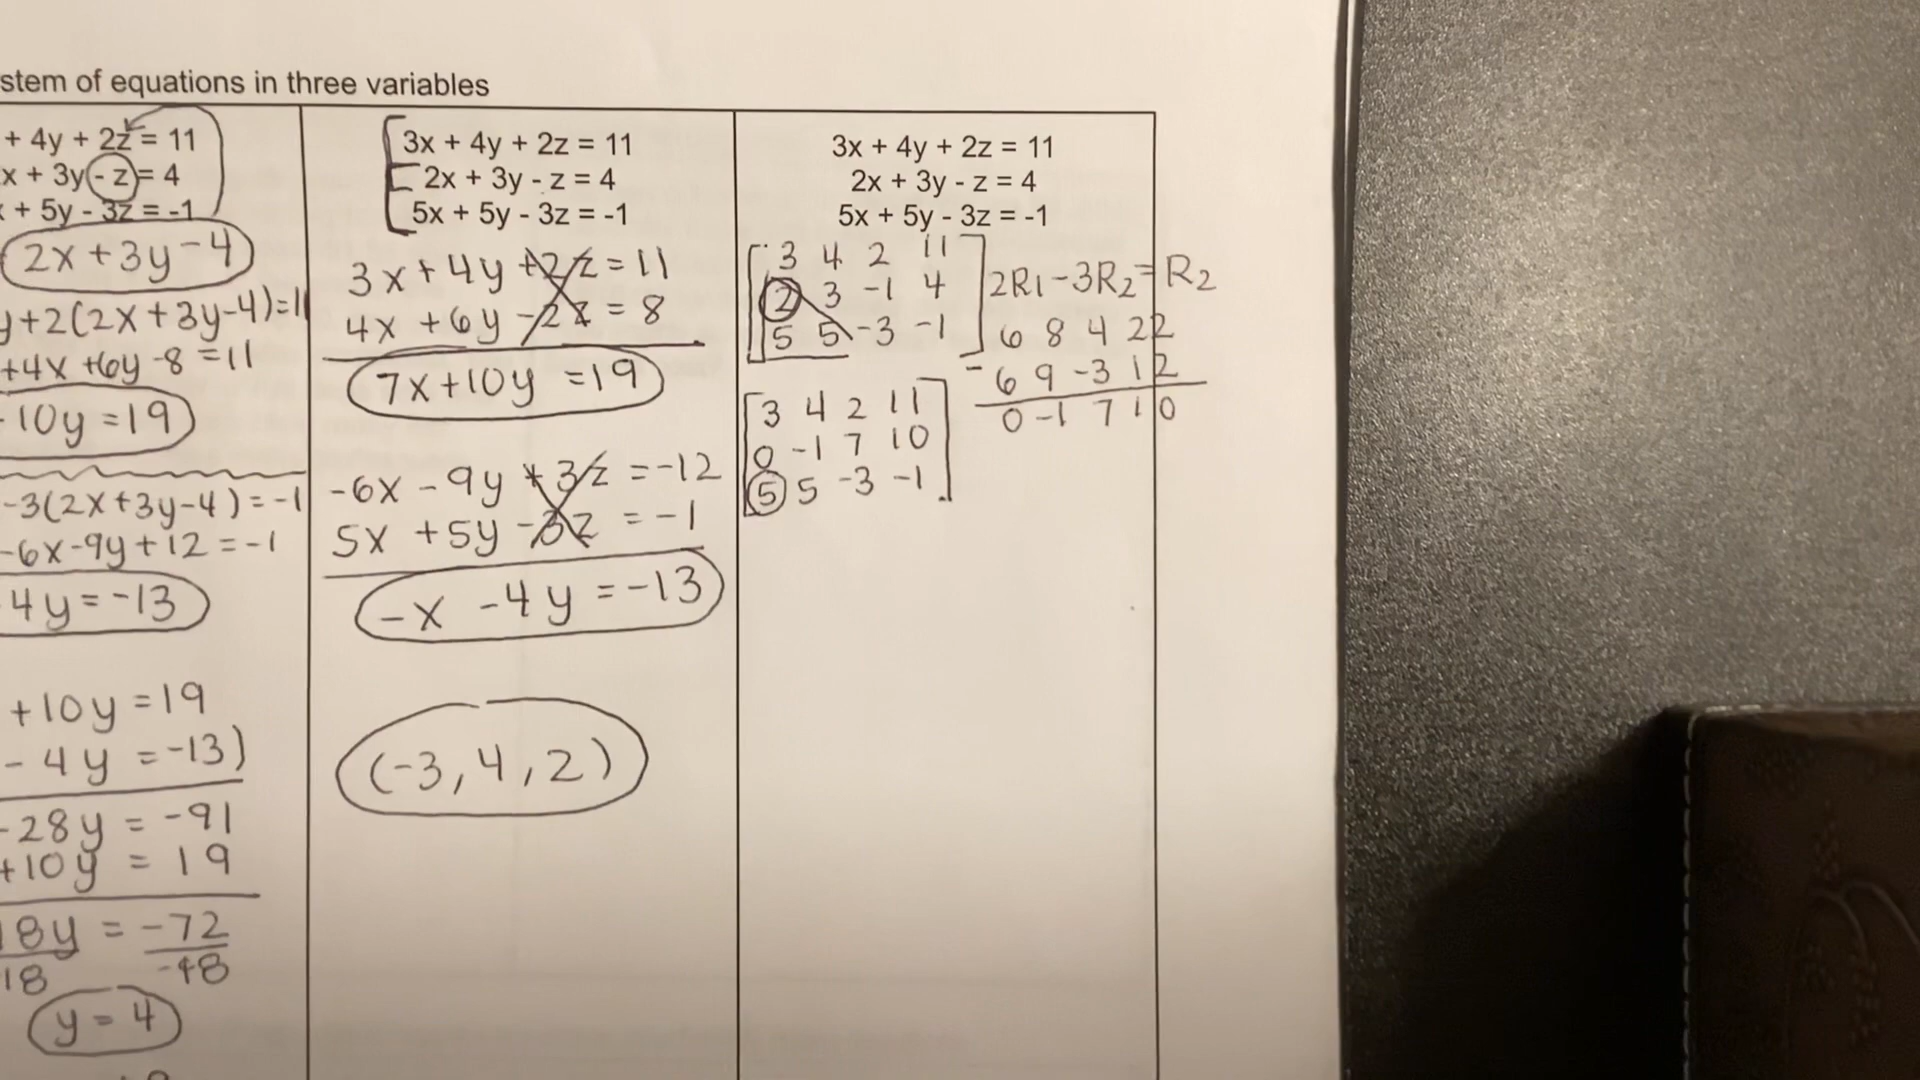 stem of equations in three variables
+ 4y + 2z = 11
x + 3y - z = 4
+ 5y - 3z = -1
2x + 3y - 4
y+2(2x+3y-4)=11
+4x +6y -8 =11
10y = 19
-3(2x+3y-4)=-1
-6x-9y+12 =-1
4y = -13
+10y = 19
- 4y = -13)
-28y = -91
+10y = 19
18y = -72
18 -18
y = 4
3x + 4y + 2z = 11
2x + 3y - z = 4
5x + 5y - 3z = -1
3x + 4y + 2z = 11
4x + 6y - 2z = 8
7x + 10y = 19
-6x - 9y + 3z = -12
5x + 5y - 3z = -1
-x - 4y = -13
(-3, 4, 2)
3x + 4y + 2z = 11
2x + 3y - z = 4
5x + 5y - 3z = -1
3 4 2 11
2 3 -1 4
5 5 -3 -1
2R1 - 3R2 = R2
6 8 4 22
- 6 9 -3 12
0 -1 7 10
3 4 2 11
0 -1 7 10
5 5 -3 -1